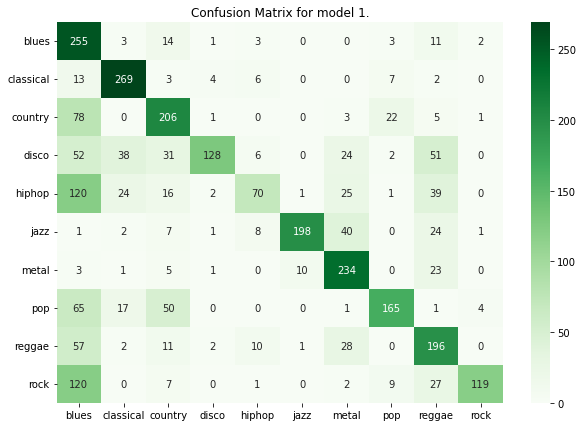 Confusion Matrix for model 1.
blues 255 3 14 1 3 0 0 3 11 2
classical 13 269 3 4 6 0 0 7 2 0
country 78 0 206 1 0 0 3 22 5 1
disco 52 38 31 128 6 0 24 2 51 0
hiphop 120 24 16 2 70 1 25 1 39 0
jazz 1 2 7 1 8 198 40 0 24 1
metal 3 1 5 1 0 10 234 0 23 0
pop 65 17 50 0 0 0 1 165 1 4
reggae 57 2 11 2 10 1 28 0 196 0
rock 120 0 7 0 1 0 2 9 27 119
blues classical country disco hiphop jazz metal pop reggae rock
250
200
150
100
50
0